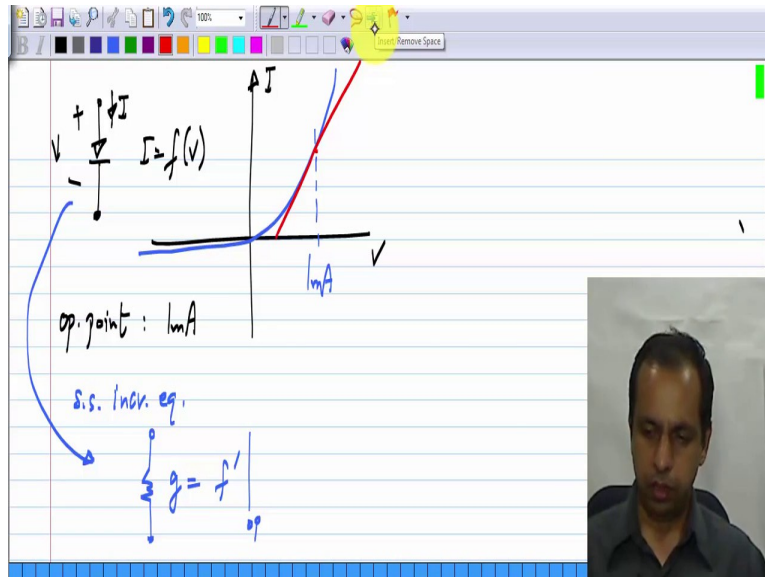 100%
Insert/Remove Space
B I
I
+ I
V I = f(V)
-
V
1mA
op. point : 1mA
s.s. incr. eq.
g = f'|
op